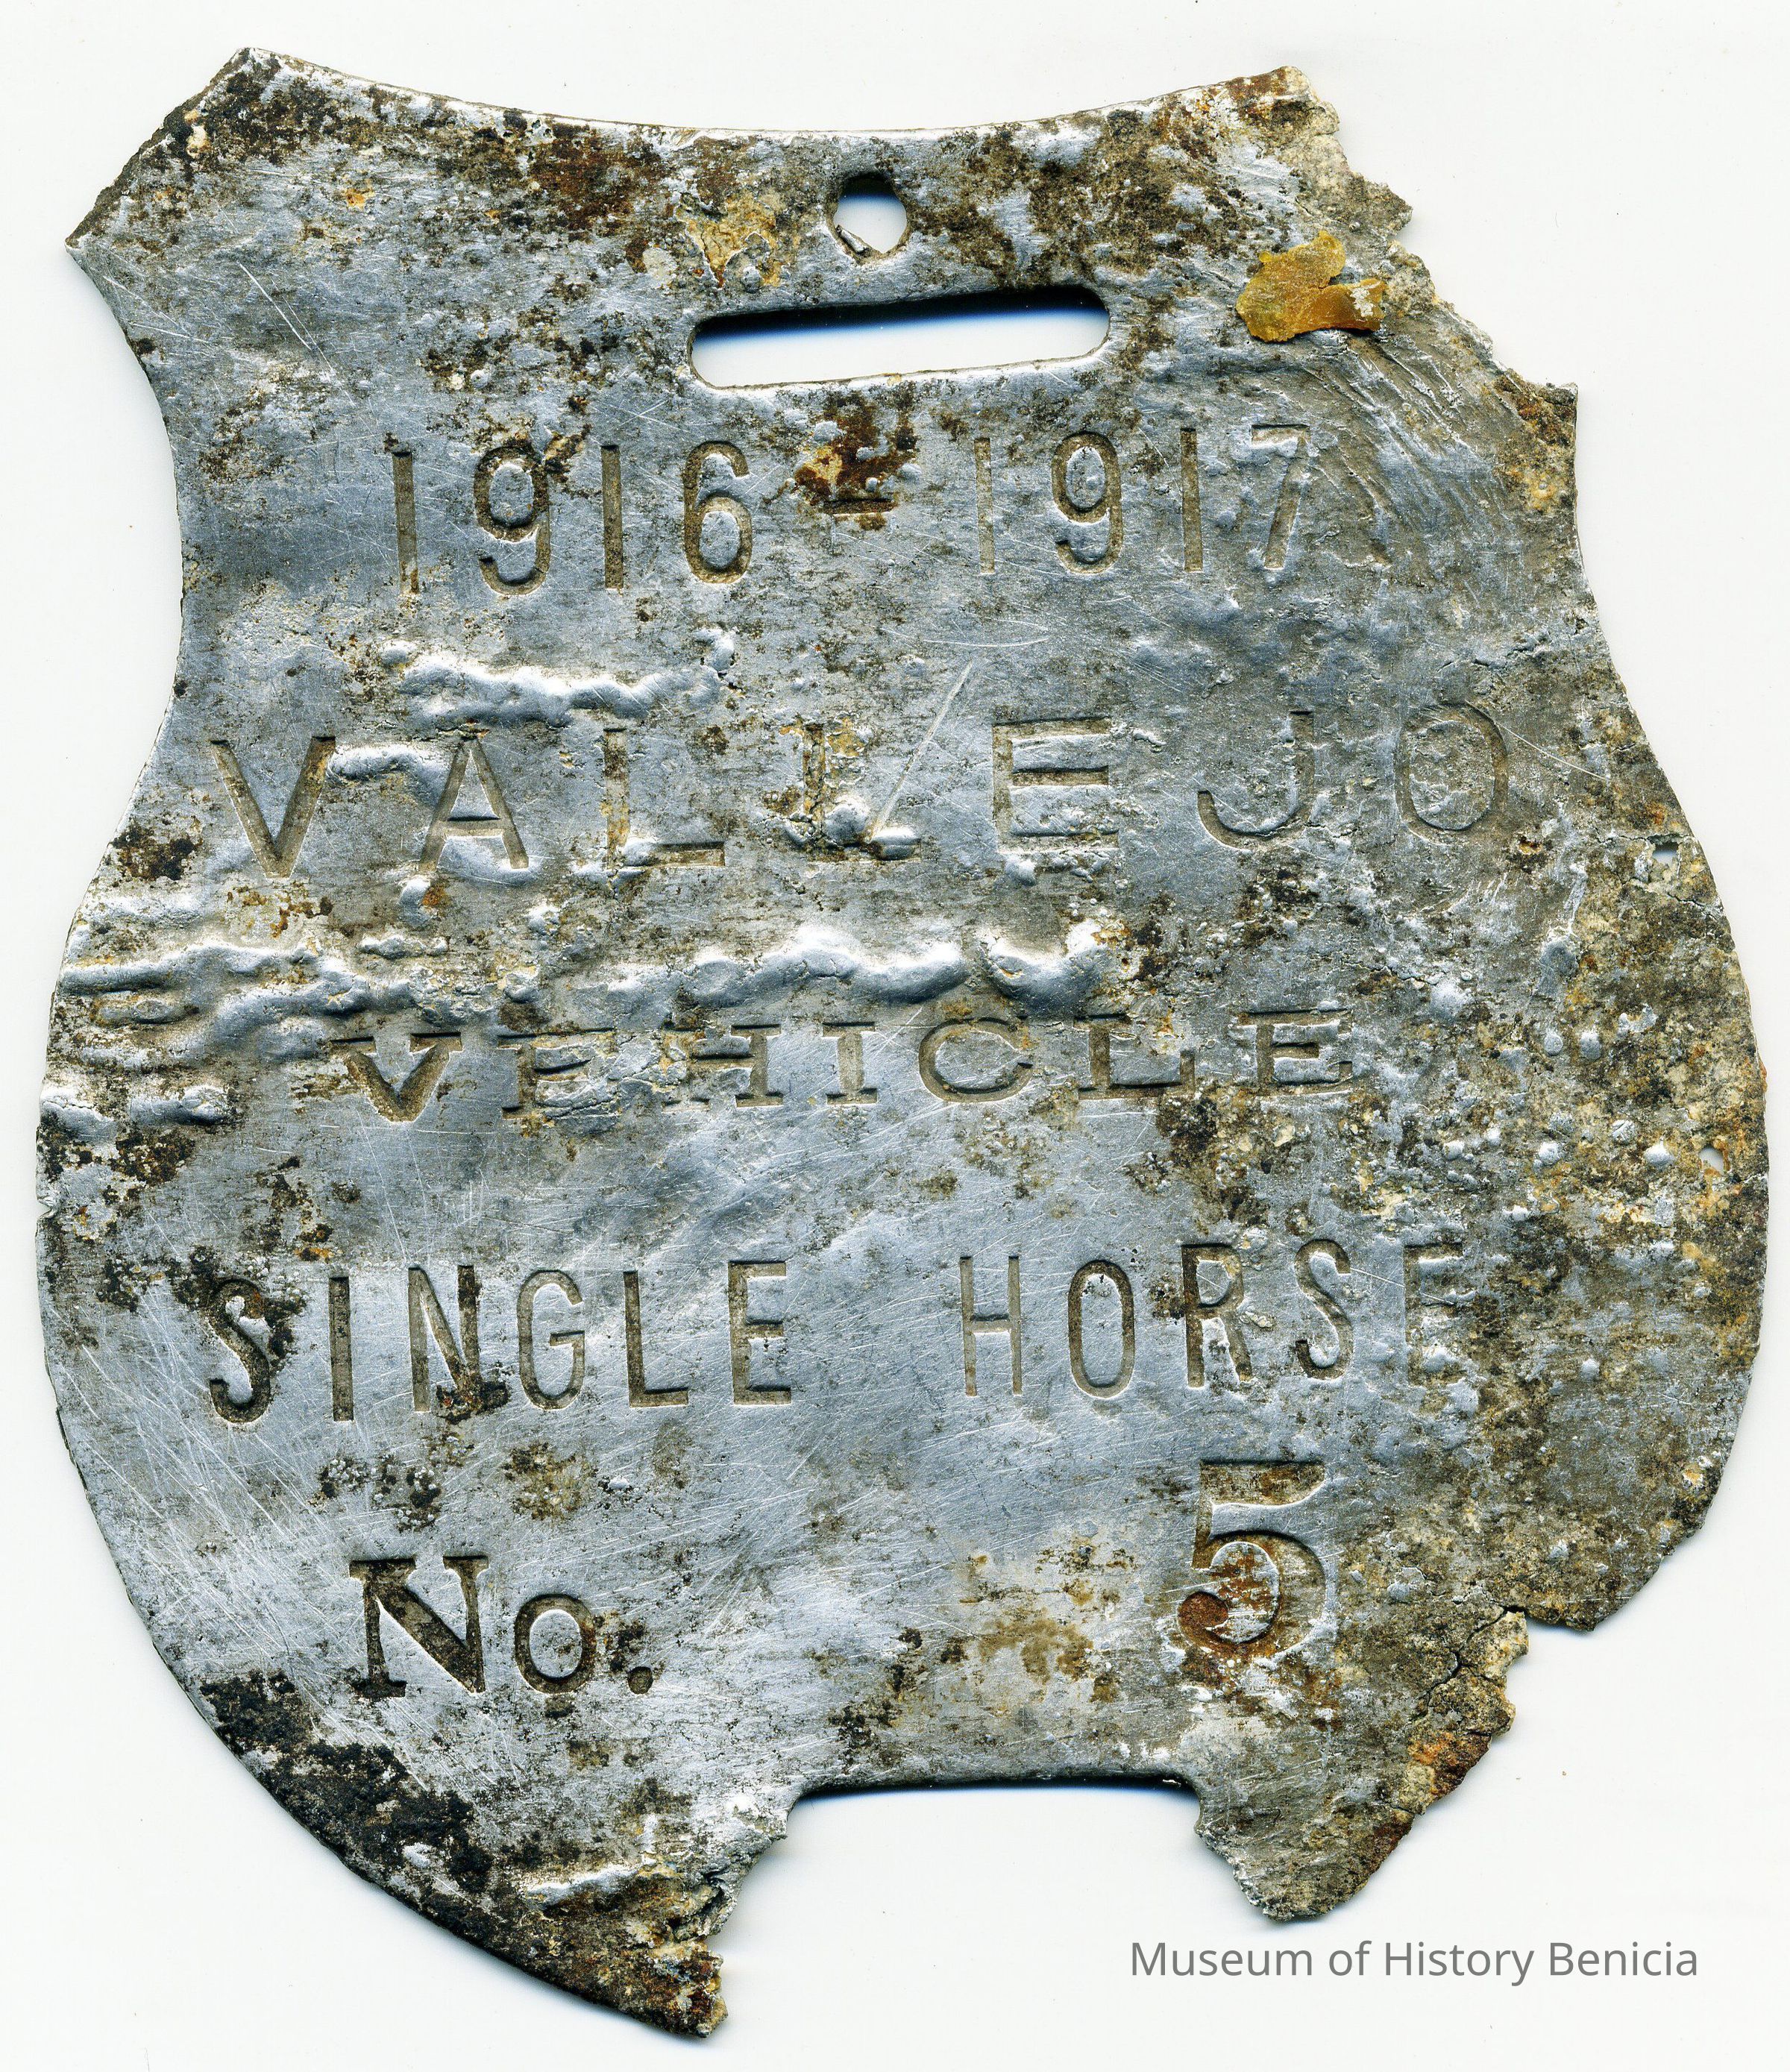 1916-1917
VALLEJO
VEHICLE
SINGLE HORSE
No. 5
Museum of History Benicia